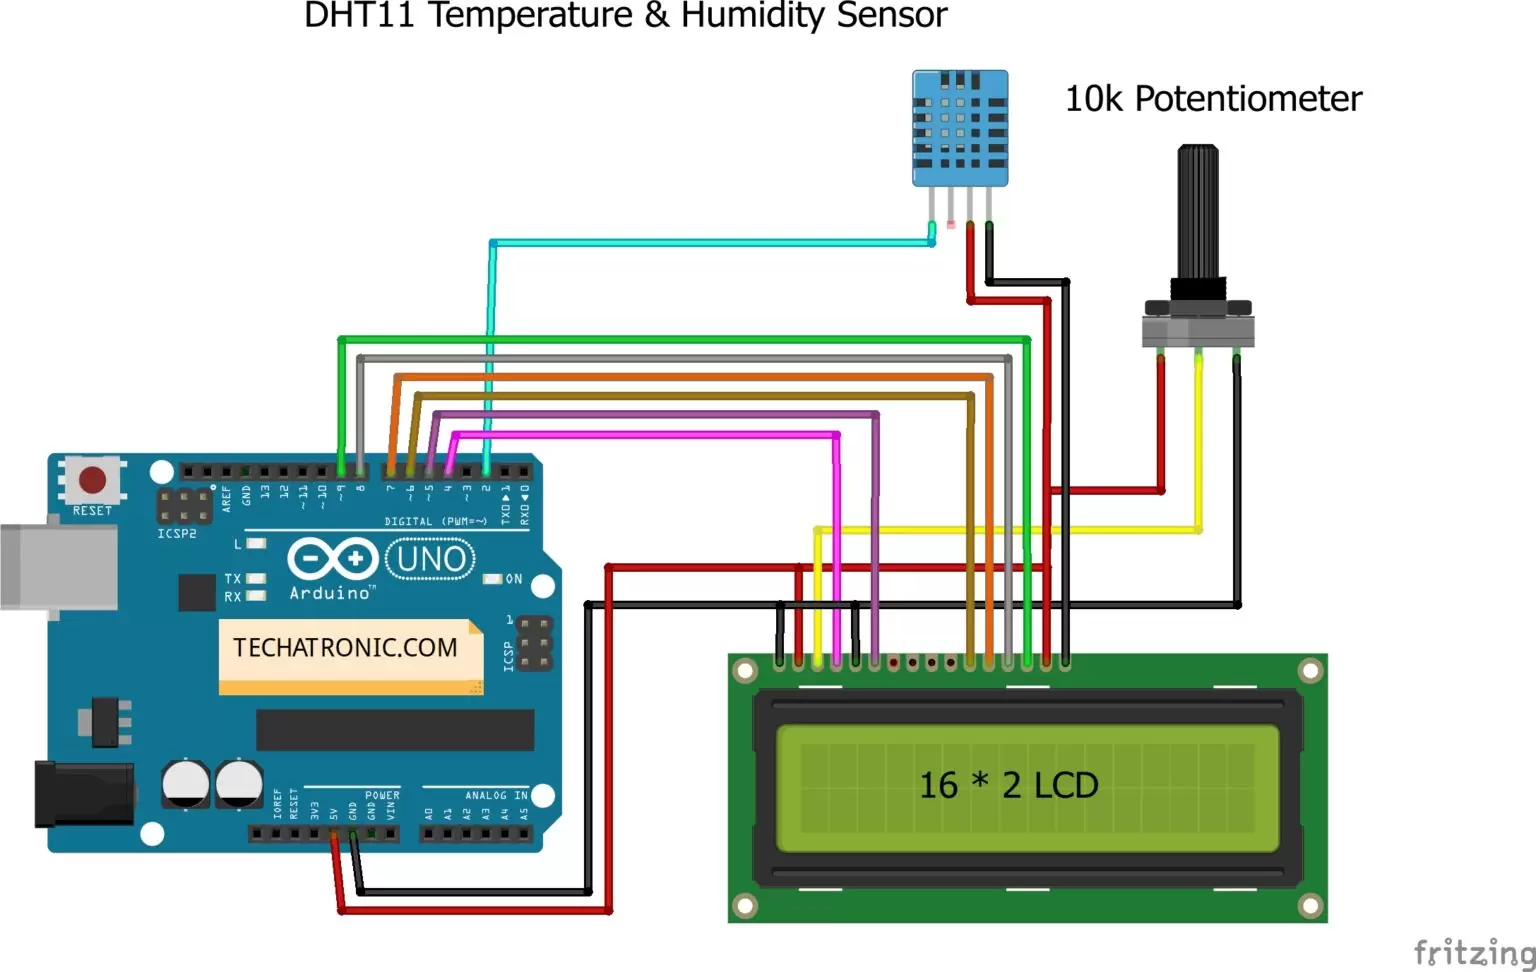 DHT11 Temperature & Humidity Sensor
10k Potentiometer
RESET
ICSP2
AREF
GND
13
12
~11
~10
~9
8
7
~6
~5
4
~3
2
TX0▶1
RX0◀0
DIGITAL (PWM=~)
L
TX
RX
UNO
Arduino™
ON
1
ICSP
TECHATRONIC.COM
IOREF
RESET
3V3
5V
GND
GND
VIN
POWER
ANALOG IN
A0
A1
A2
A3
A4
A5
16 * 2 LCD
fritzing